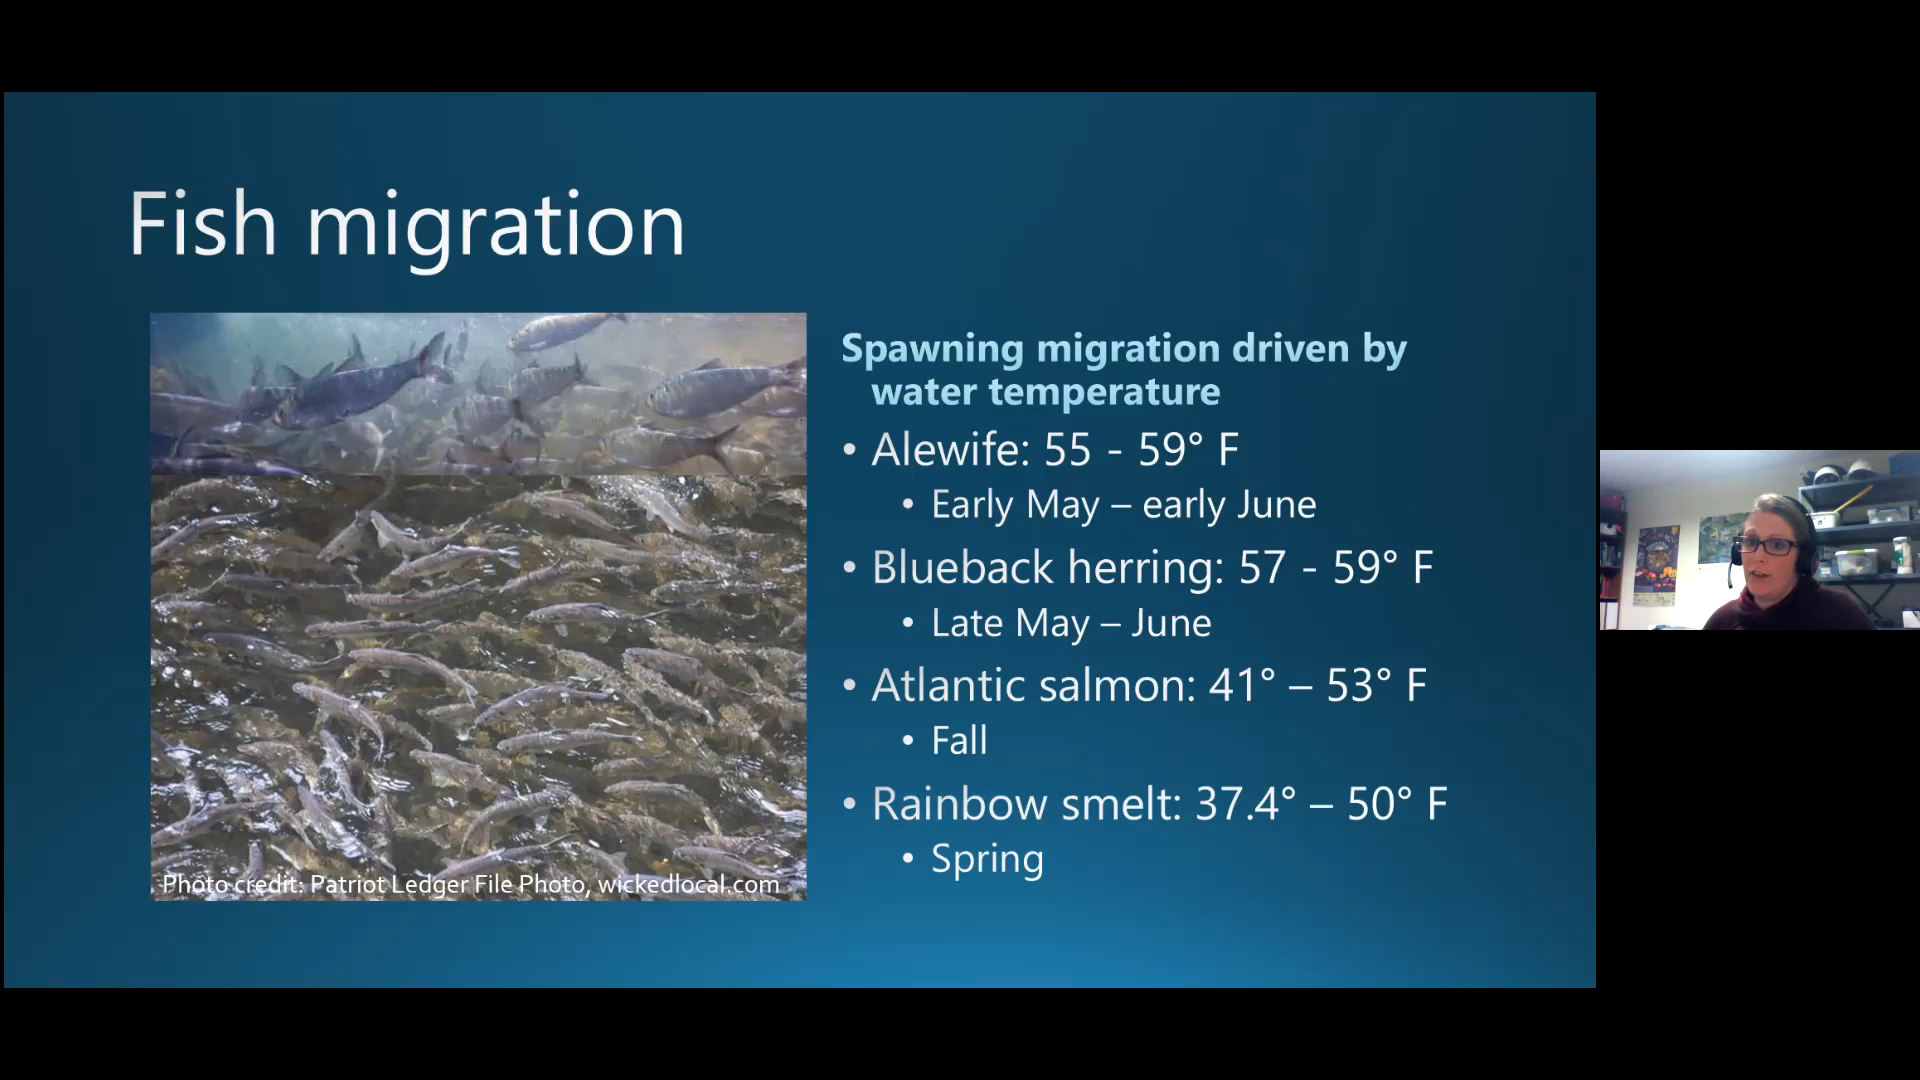 Fish migration
Spawning migration driven by
water temperature
• Alewife: 55 - 59° F
• Early May – early June
• Blueback herring: 57 - 59° F
• Late May – June
• Atlantic salmon: 41° – 53° F
• Fall
• Rainbow smelt: 37.4° – 50° F
• Spring
Photo credit: Patriot Ledger File Photo, wickedlocal.com